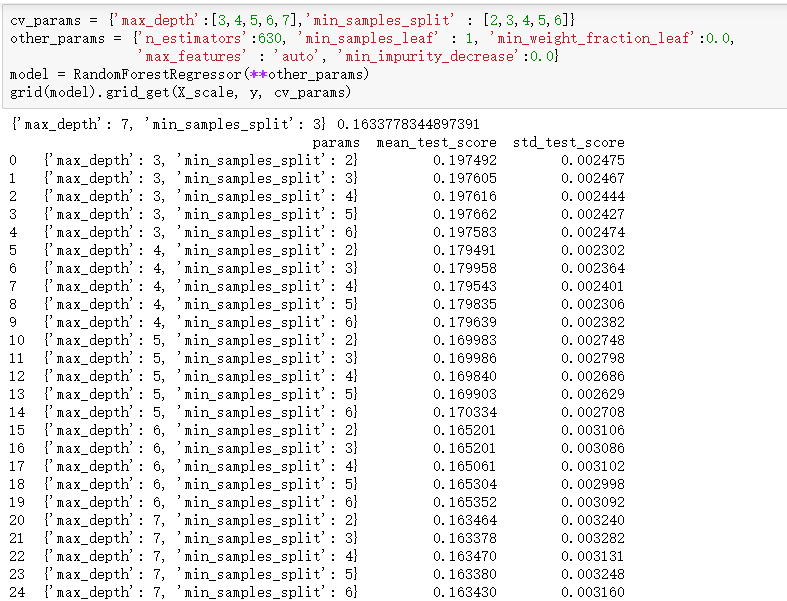 cv_params = {'max_depth':[3,4,5,6,7],'min_samples_split' : [2,3,4,5,6]}
other_params = {'n_estimators':630, 'min_samples_leaf' : 1, 'min_weight_fraction_leaf':0.0,
'max_features' : 'auto', 'min_impurity_decrease':0.0}
model = RandomForestRegressor(**other_params)
grid(model).grid_get(X_scale, y, cv_params)
{'max_depth': 7, 'min_samples_split': 3} 0.1633778344897391
params mean_test_score std_test_score
0 {'max_depth': 3, 'min_samples_split': 2} 0.197492 0.002475
1 {'max_depth': 3, 'min_samples_split': 3} 0.197605 0.002467
2 {'max_depth': 3, 'min_samples_split': 4} 0.197616 0.002444
3 {'max_depth': 3, 'min_samples_split': 5} 0.197662 0.002427
4 {'max_depth': 3, 'min_samples_split': 6} 0.197583 0.002474
5 {'max_depth': 4, 'min_samples_split': 2} 0.179491 0.002302
6 {'max_depth': 4, 'min_samples_split': 3} 0.179958 0.002364
7 {'max_depth': 4, 'min_samples_split': 4} 0.179543 0.002401
8 {'max_depth': 4, 'min_samples_split': 5} 0.179835 0.002306
9 {'max_depth': 4, 'min_samples_split': 6} 0.179639 0.002382
10 {'max_depth': 5, 'min_samples_split': 2} 0.169983 0.002748
11 {'max_depth': 5, 'min_samples_split': 3} 0.169986 0.002798
12 {'max_depth': 5, 'min_samples_split': 4} 0.169840 0.002686
13 {'max_depth': 5, 'min_samples_split': 5} 0.169903 0.002629
14 {'max_depth': 5, 'min_samples_split': 6} 0.170334 0.002708
15 {'max_depth': 6, 'min_samples_split': 2} 0.165201 0.003106
16 {'max_depth': 6, 'min_samples_split': 3} 0.165201 0.003086
17 {'max_depth': 6, 'min_samples_split': 4} 0.165061 0.003102
18 {'max_depth': 6, 'min_samples_split': 5} 0.165304 0.002998
19 {'max_depth': 6, 'min_samples_split': 6} 0.165352 0.003092
20 {'max_depth': 7, 'min_samples_split': 2} 0.163464 0.003240
21 {'max_depth': 7, 'min_samples_split': 3} 0.163378 0.003282
22 {'max_depth': 7, 'min_samples_split': 4} 0.163470 0.003131
23 {'max_depth': 7, 'min_samples_split': 5} 0.163380 0.003248
24 {'max_depth': 7, 'min_samples_split': 6} 0.163430 0.003160